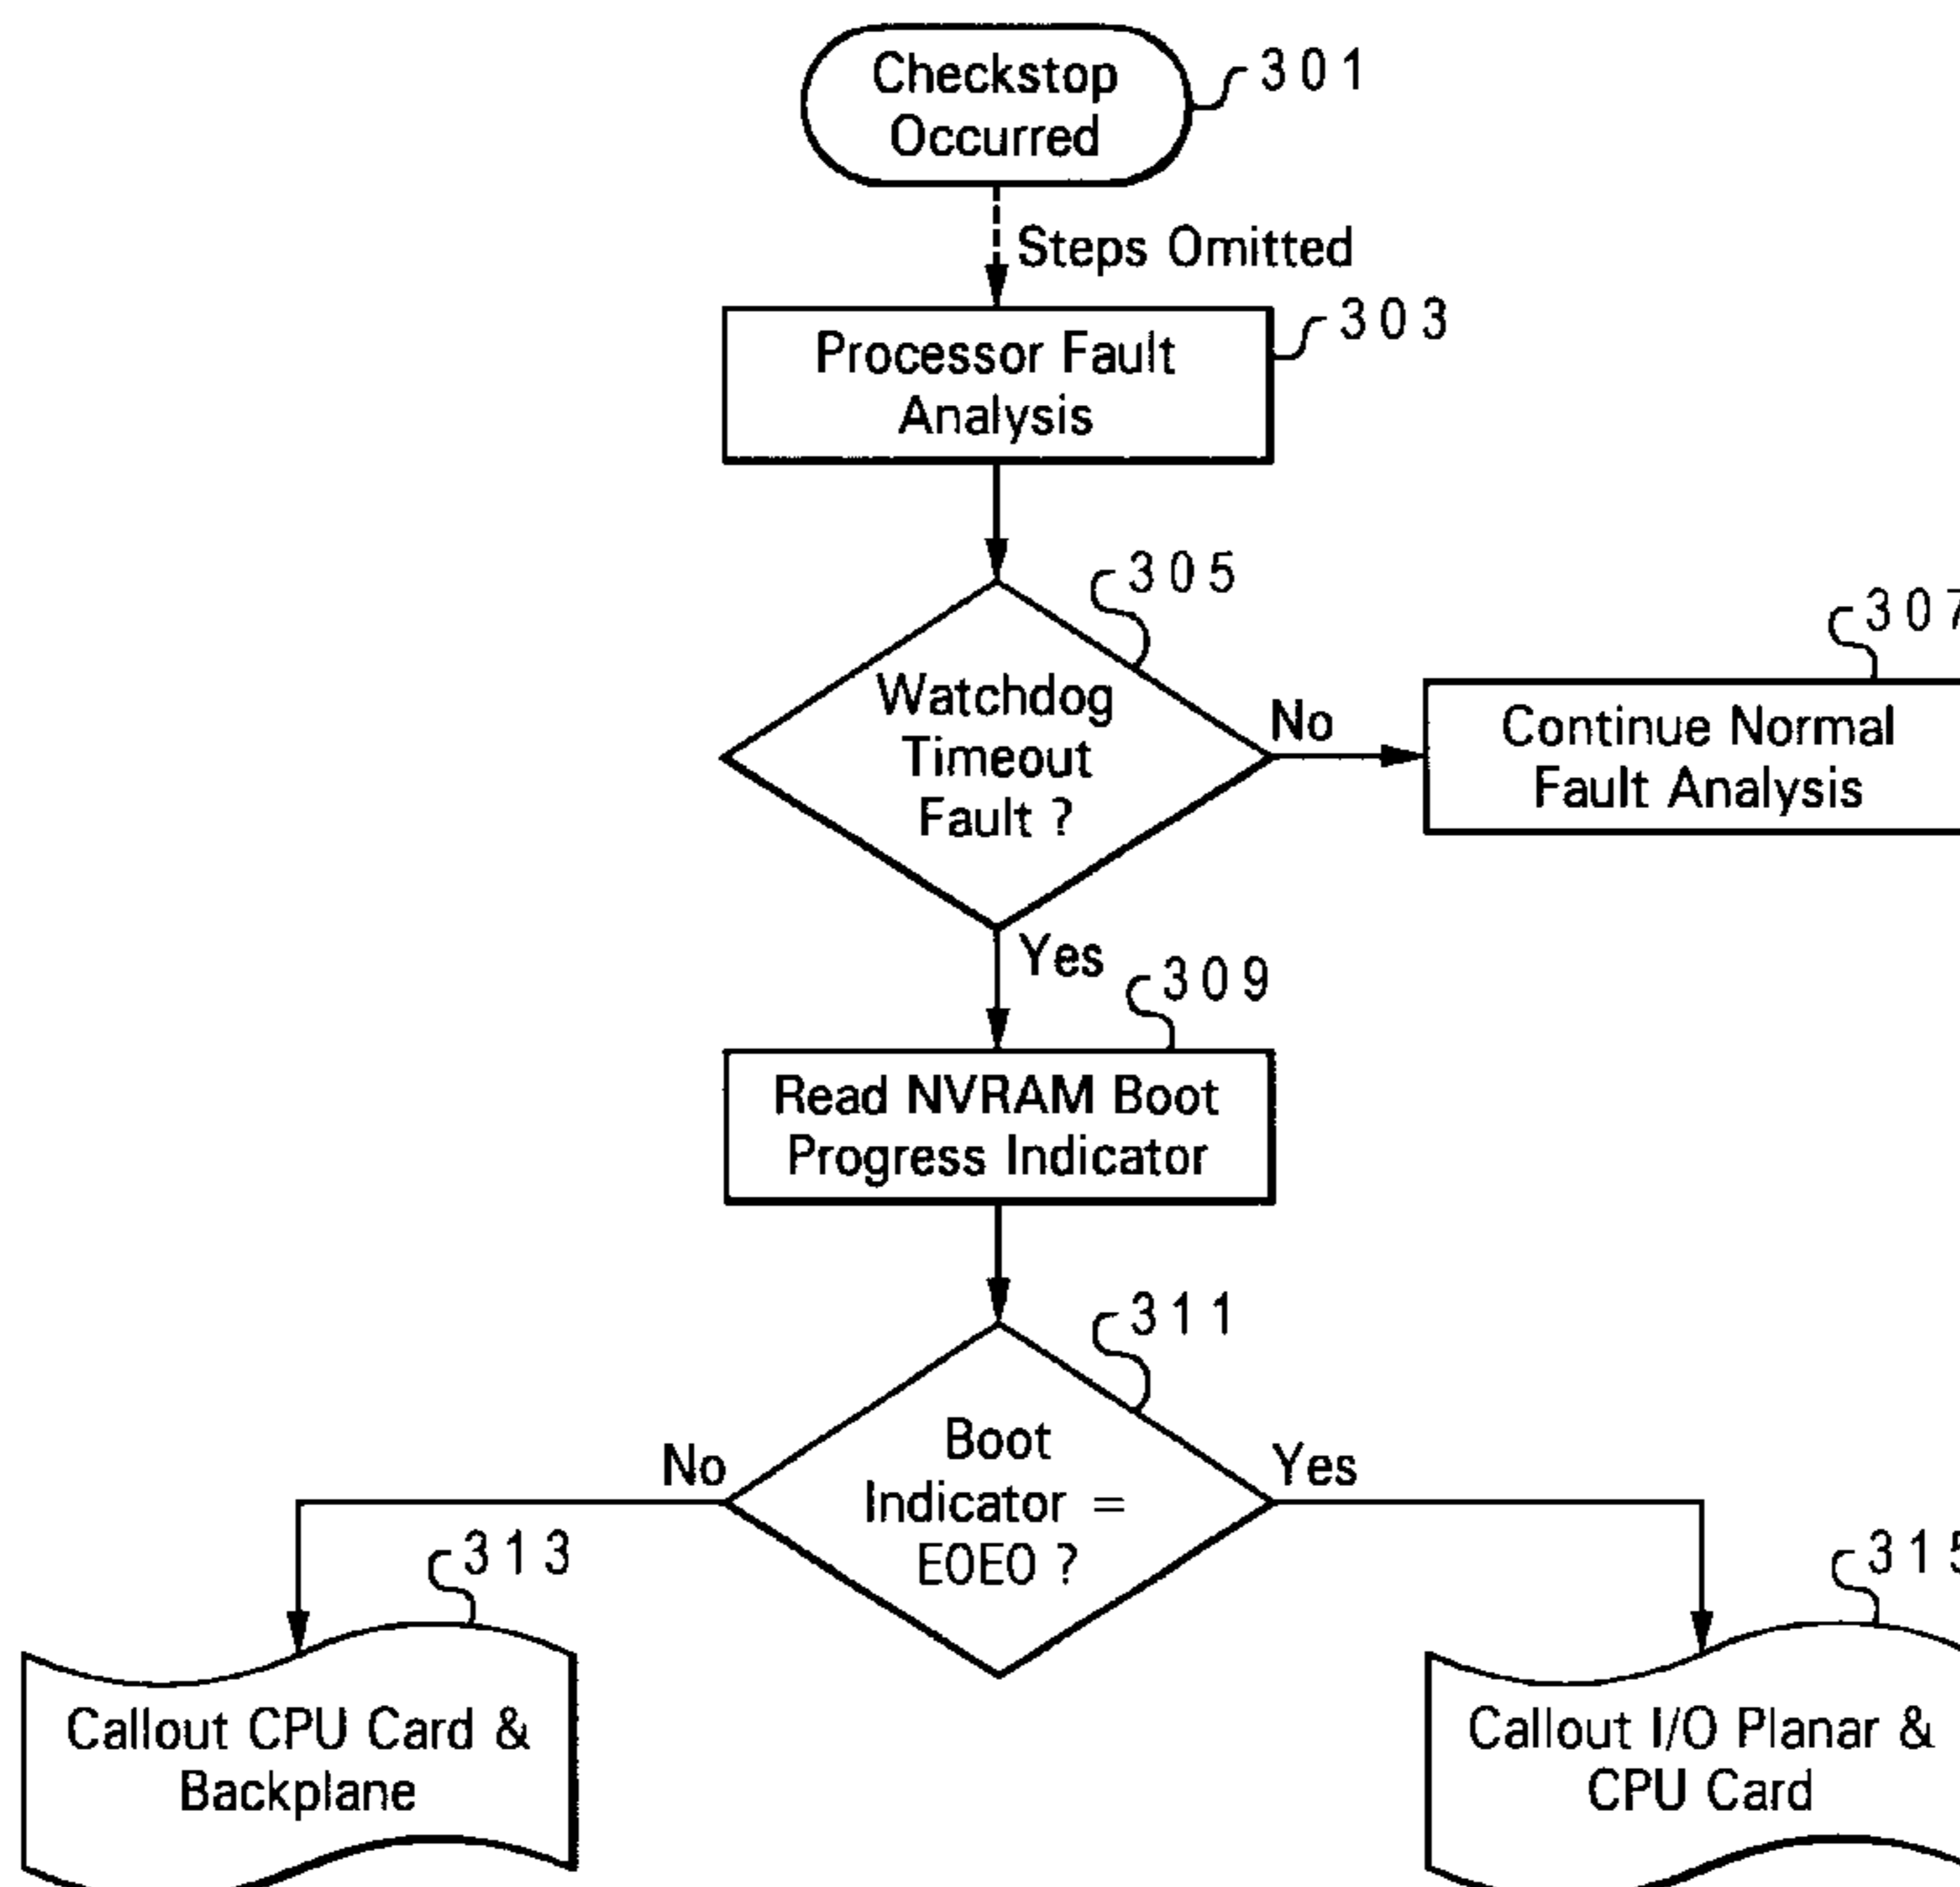 Checkstop
Occurred
301
Steps Omitted
303
Processor Fault
Analysis
305
Watchdog
Timeout
Fault ?
No
307
Continue Normal
Fault Analysis
Yes
309
Read NVRAM Boot
Progress Indicator
311
Boot
Indicator =
E0E0 ?
No
Yes
313
Callout CPU Card &
Backplane
315
Callout I/O Planar &
CPU Card